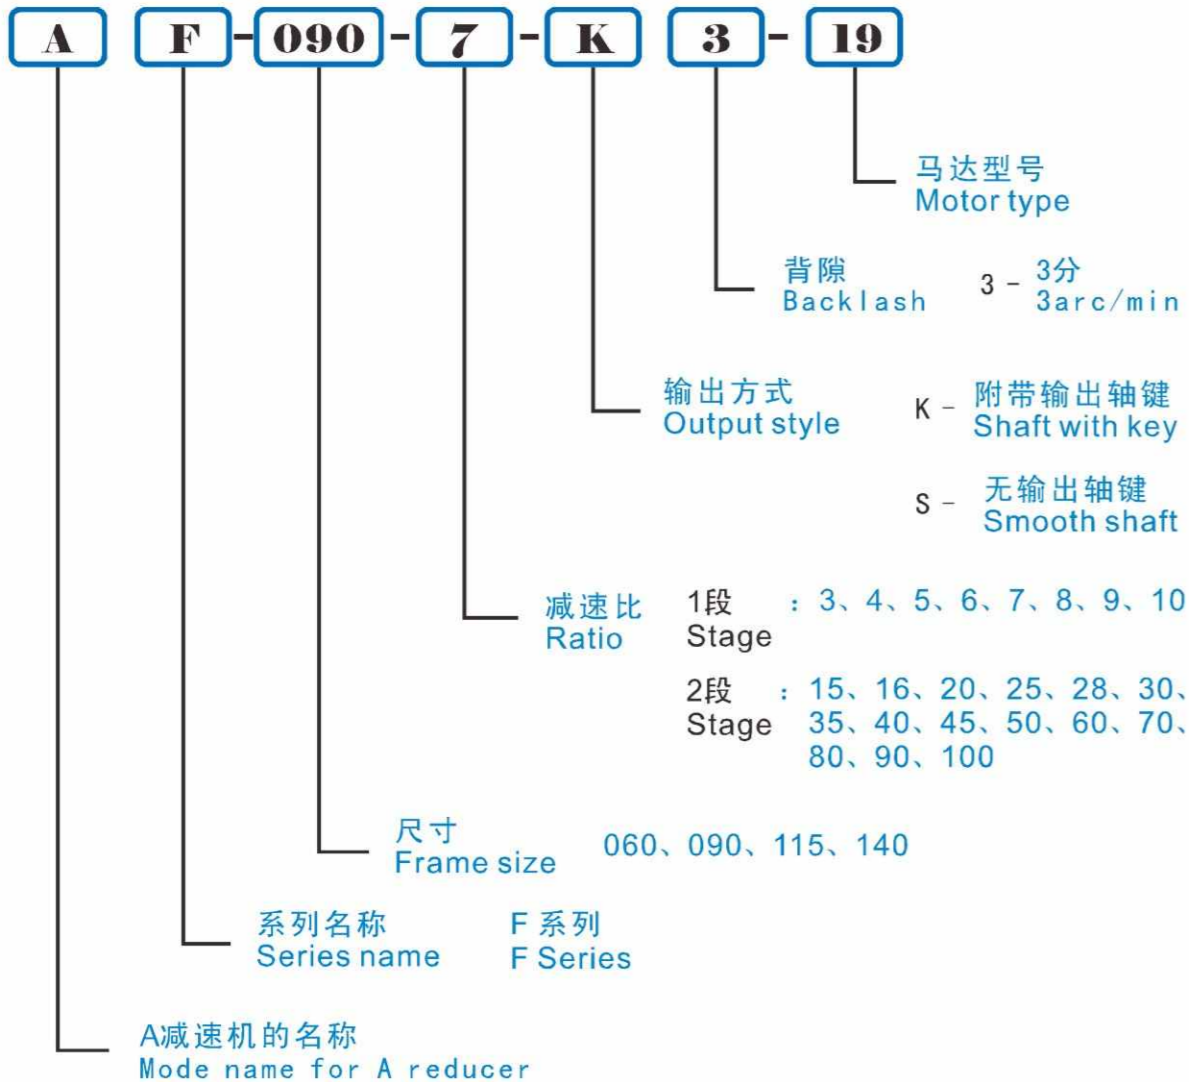 A F-090-7-K 3-19
马达型号
Motor type
背隙 3- 3分
Backlash 3arc/min
输出方式 K- 附带输出轴键
Output style Shaft with key
S- 无输出轴键
Smooth shaft
减速比 1段 :3、4、5、6、7、8、9、10
Ratio Stage
2段 :15、16、20、25、28、30、
Stage 35、40、45、50、60、70、
80、90、100
尺寸 060、090、115、140
Frame size
系列名称 F 系列
Series name F Series
A减速机的名称
Mode name for A reducer